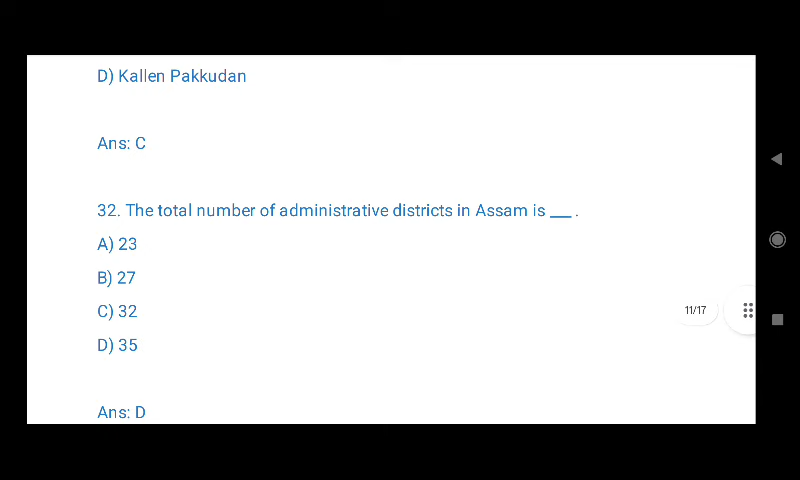 D) Kallen Pakkudan
Ans: C
32. The total number of administrative districts in Assam is ___ .
A) 23
B) 27
C) 32
11/17
D) 35
Ans: D